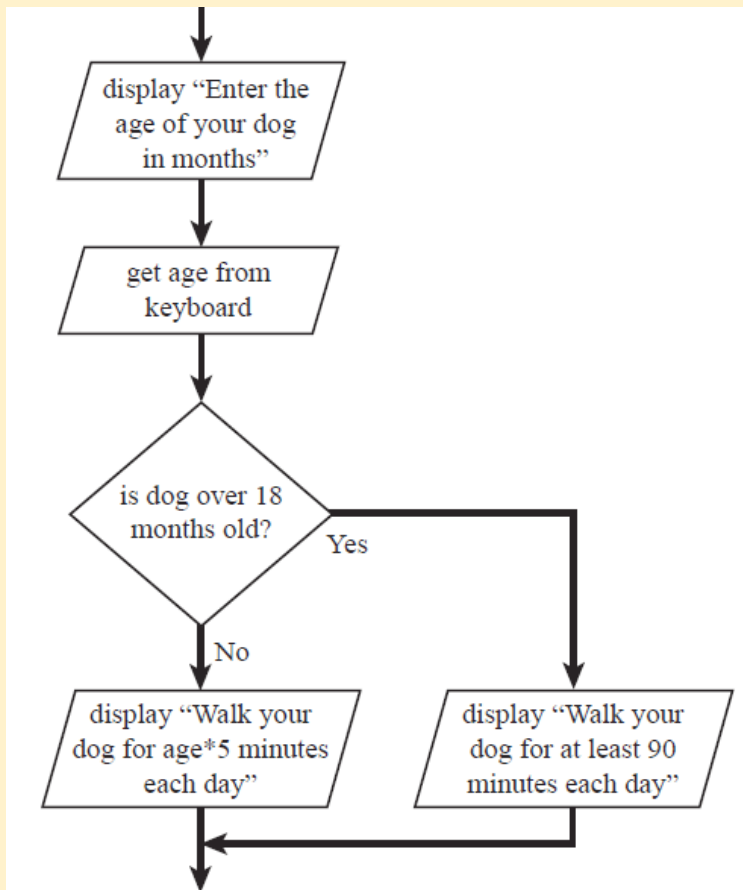 display “Enter the
age of your dog
in months”
get age from
keyboard
is dog over 18
months old?
Yes
No
display “Walk your
dog for age*5 minutes
each day”
display “Walk your
dog for at least 90
minutes each day”